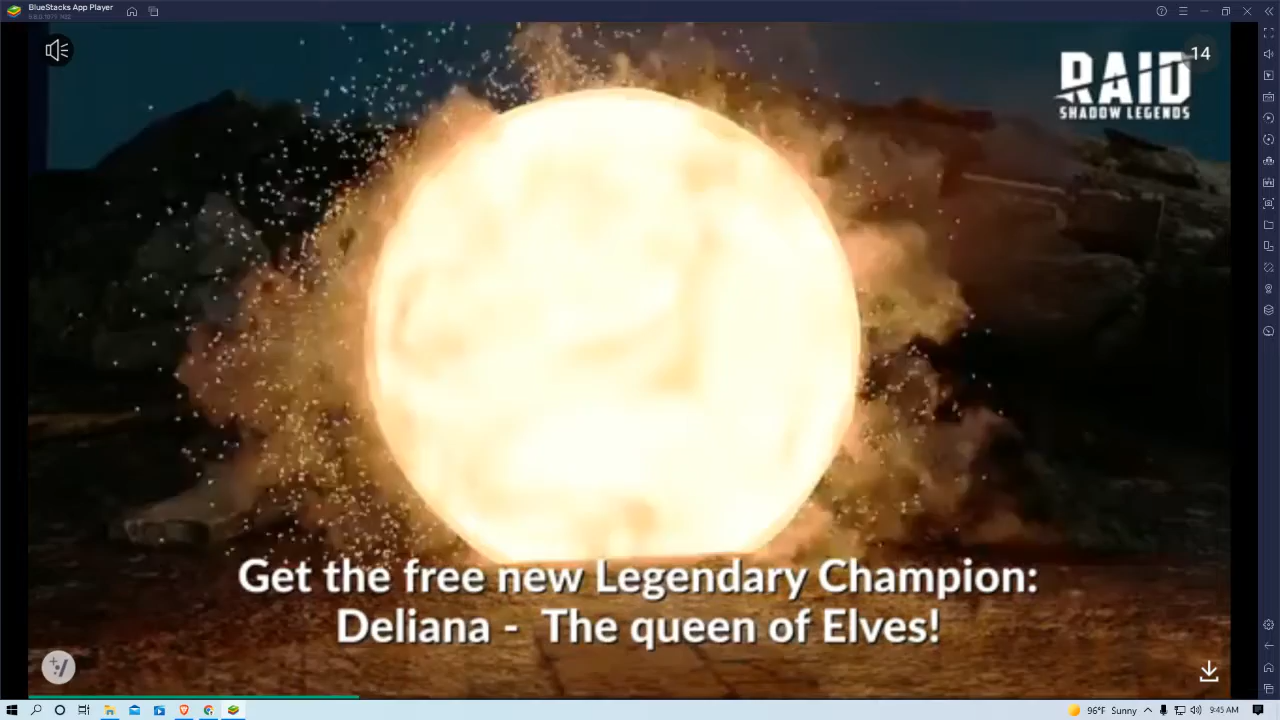 BlueStacks App Player
14
RAID
SHADOW LEGENDS
Get the free new Legendary Champion:
Deliana - The queen of Elves!
96°F Sunny
9:45 AM